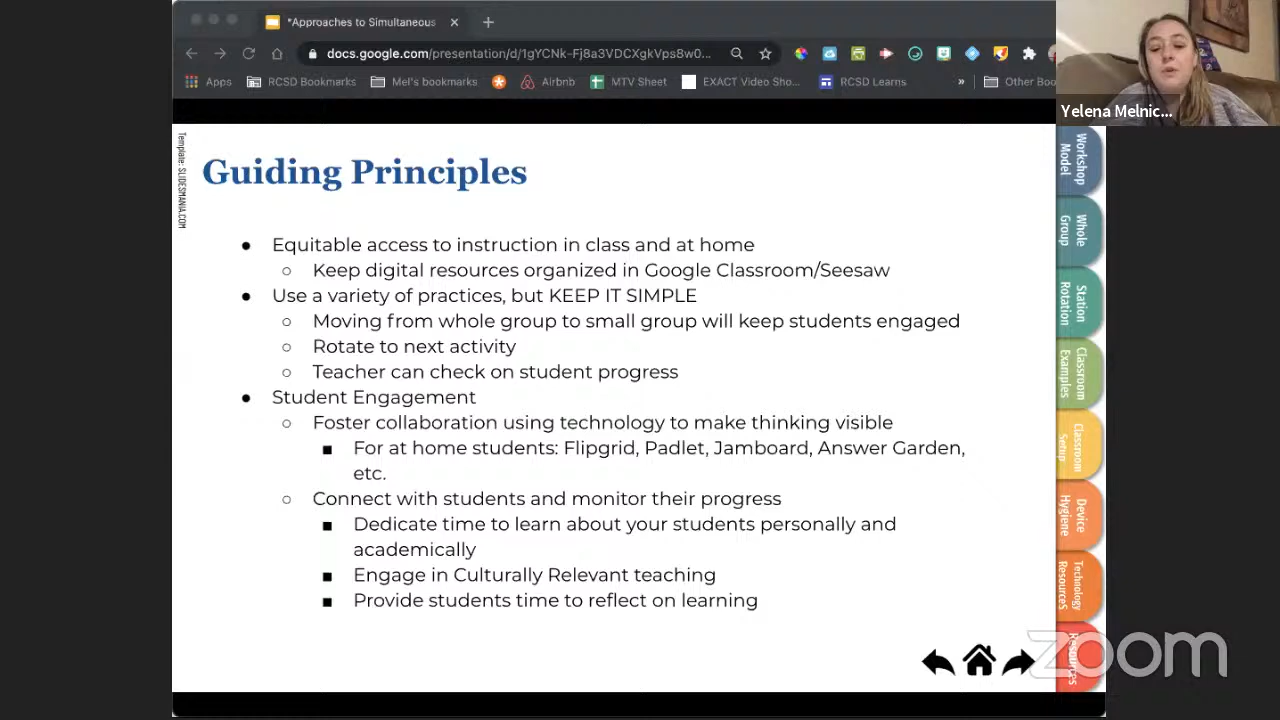 *Approaches to Simultaneous
docs.google.com/presentation/d/1gYCNk-Fj8a3VDCXgkVps8w0...
Apps
RCSD Bookmarks
Mel's bookmarks
Airbnb
MTV Sheet
EXACT Video Sho...
RCSD Learns
»
Other Boo
Yelena Melnic...
Template: SLIDESMANIA.COM
Guiding Principles
● Equitable access to instruction in class and at home
○ Keep digital resources organized in Google Classroom/Seesaw
● Use a variety of practices, but KEEP IT SIMPLE
○ Moving from whole group to small group will keep students engaged
○ Rotate to next activity
○ Teacher can check on student progress
● Student Engagement
○ Foster collaboration using technology to make thinking visible
■ For at home students: Flipgrid, Padlet, Jamboard, Answer Garden,
etc.
○ Connect with students and monitor their progress
■ Dedicate time to learn about your students personally and
academically
■ Engage in Culturally Relevant teaching
■ Provide students time to reflect on learning
Workshop
Model
Whole
Group
Station
Rotation
Classroom
Examples
Classroom
Setup
Device
Hygiene
Technology
Resources
Resources
zoom